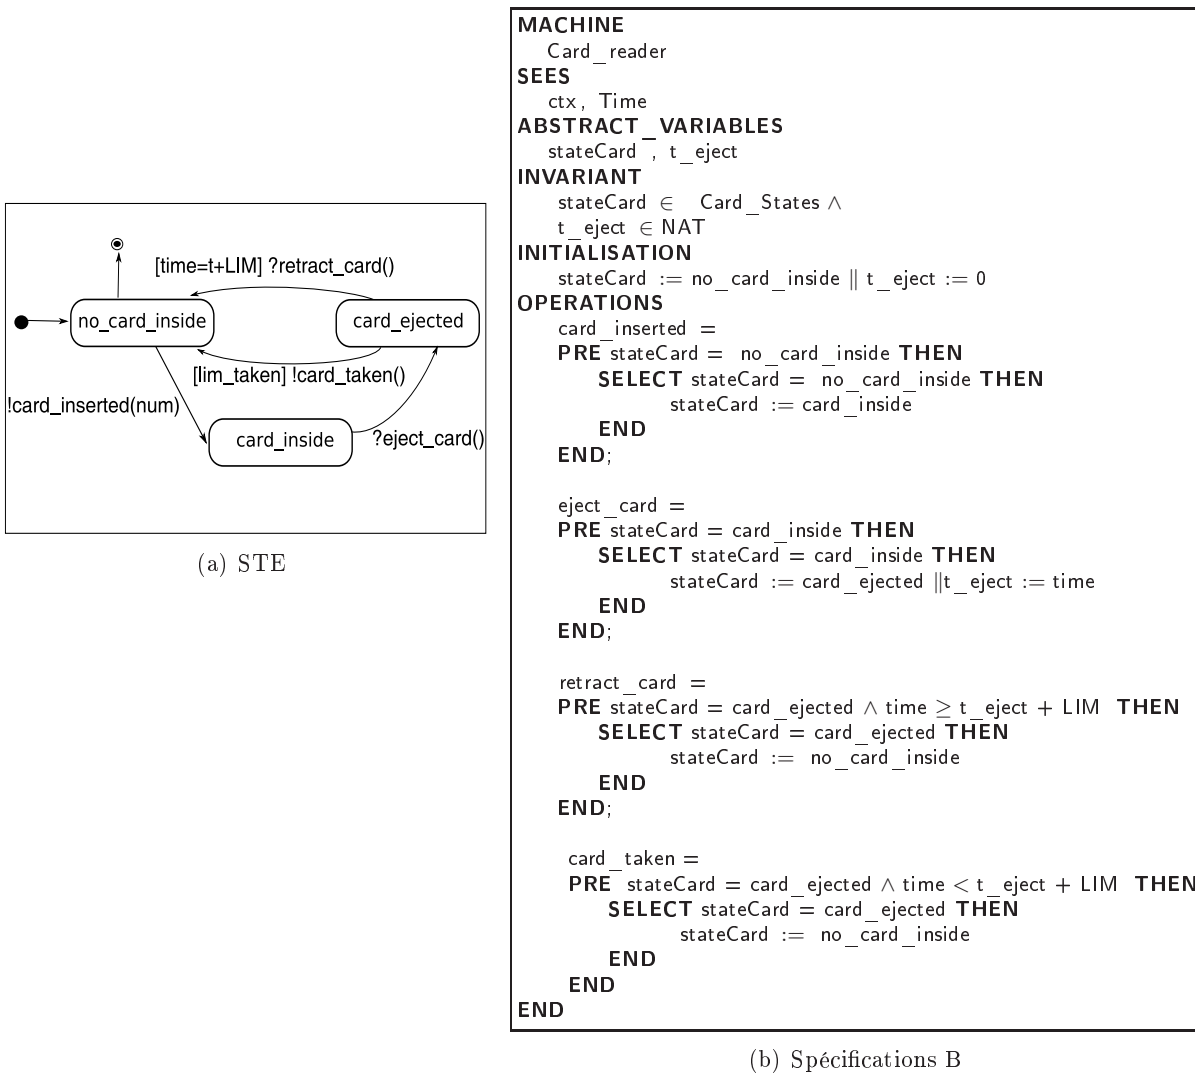 [time=t+LIM] ?retract_card()
no_card_inside
card_ejected
[lim_taken] !card_taken()
!card_inserted(num)
card_inside
?eject_card()
(a) STE
MACHINE
Card_reader
SEES
ctx, Time
ABSTRACT_VARIABLES
stateCard , t_eject
INVARIANT
stateCard ∈ Card_States ∧
t_eject ∈ NAT
INITIALISATION
stateCard := no_card_inside || t_eject := 0
OPERATIONS
card_inserted =
PRE stateCard = no_card_inside THEN
SELECT stateCard = no_card_inside THEN
stateCard := card_inside
END
END;
eject_card =
PRE stateCard = card_inside THEN
SELECT stateCard = card_inside THEN
stateCard := card_ejected ||t_eject := time
END
END;
retract_card =
PRE stateCard = card_ejected ∧ time ≥ t_eject + LIM THEN
SELECT stateCard = card_ejected THEN
stateCard := no_card_inside
END
END;
card_taken =
PRE stateCard = card_ejected ∧ time < t_eject + LIM THEN
SELECT stateCard = card_ejected THEN
stateCard := no_card_inside
END
END
END
(b) Spécifications B